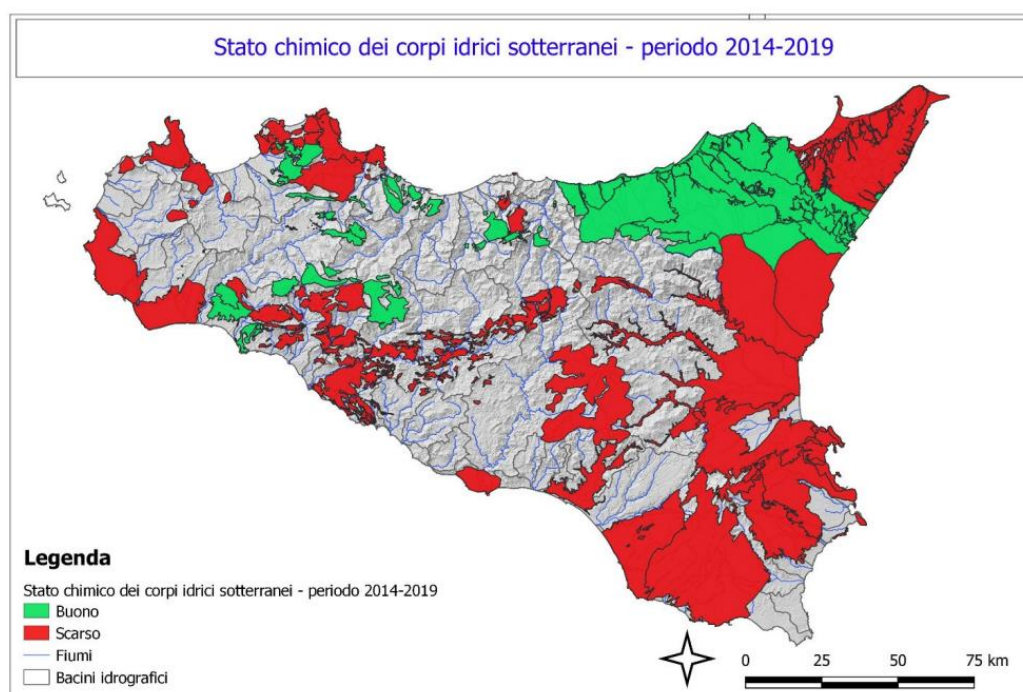 Stato chimico dei corpi idrici sotterranei - periodo 2014-2019
Legenda
Stato chimico dei corpi idrici sotterranei - periodo 2014-2019
Buono
Scarso
Fiumi
Bacini idrografici
0 25 50 75 km